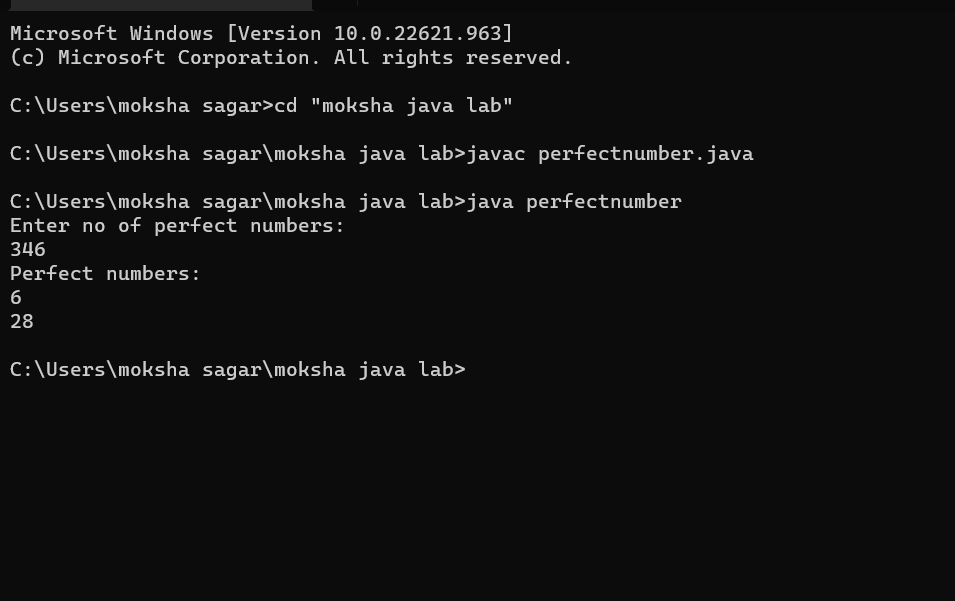 Microsoft Windows [Version 10.0.22621.963]
(c) Microsoft Corporation. All rights reserved.
C:\Users\moksha sagar>cd "moksha java lab"
C:\Users\moksha sagar\moksha java lab>javac perfectnumber.java
C:\Users\moksha sagar\moksha java lab>java perfectnumber
Enter no of perfect numbers:
346
Perfect numbers:
6
28
C:\Users\moksha sagar\moksha java lab>